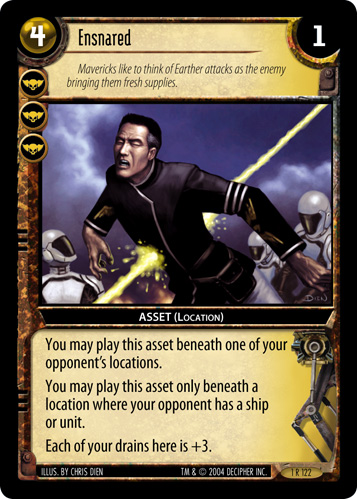 4 Ensnared 1
Mavericks like to think of Earther attacks as the enemy
bringing them fresh supplies.
DIEN
ASSET (LOCATION)
You may play this asset beneath one of your
opponent's locations.
You may play this asset only beneath a
location where your opponent has a ship
or unit.
Each of your drains here is +3.
ILLUS. BY CHRIS DIEN TM & © 2004 DECIPHER INC. 1 R 122